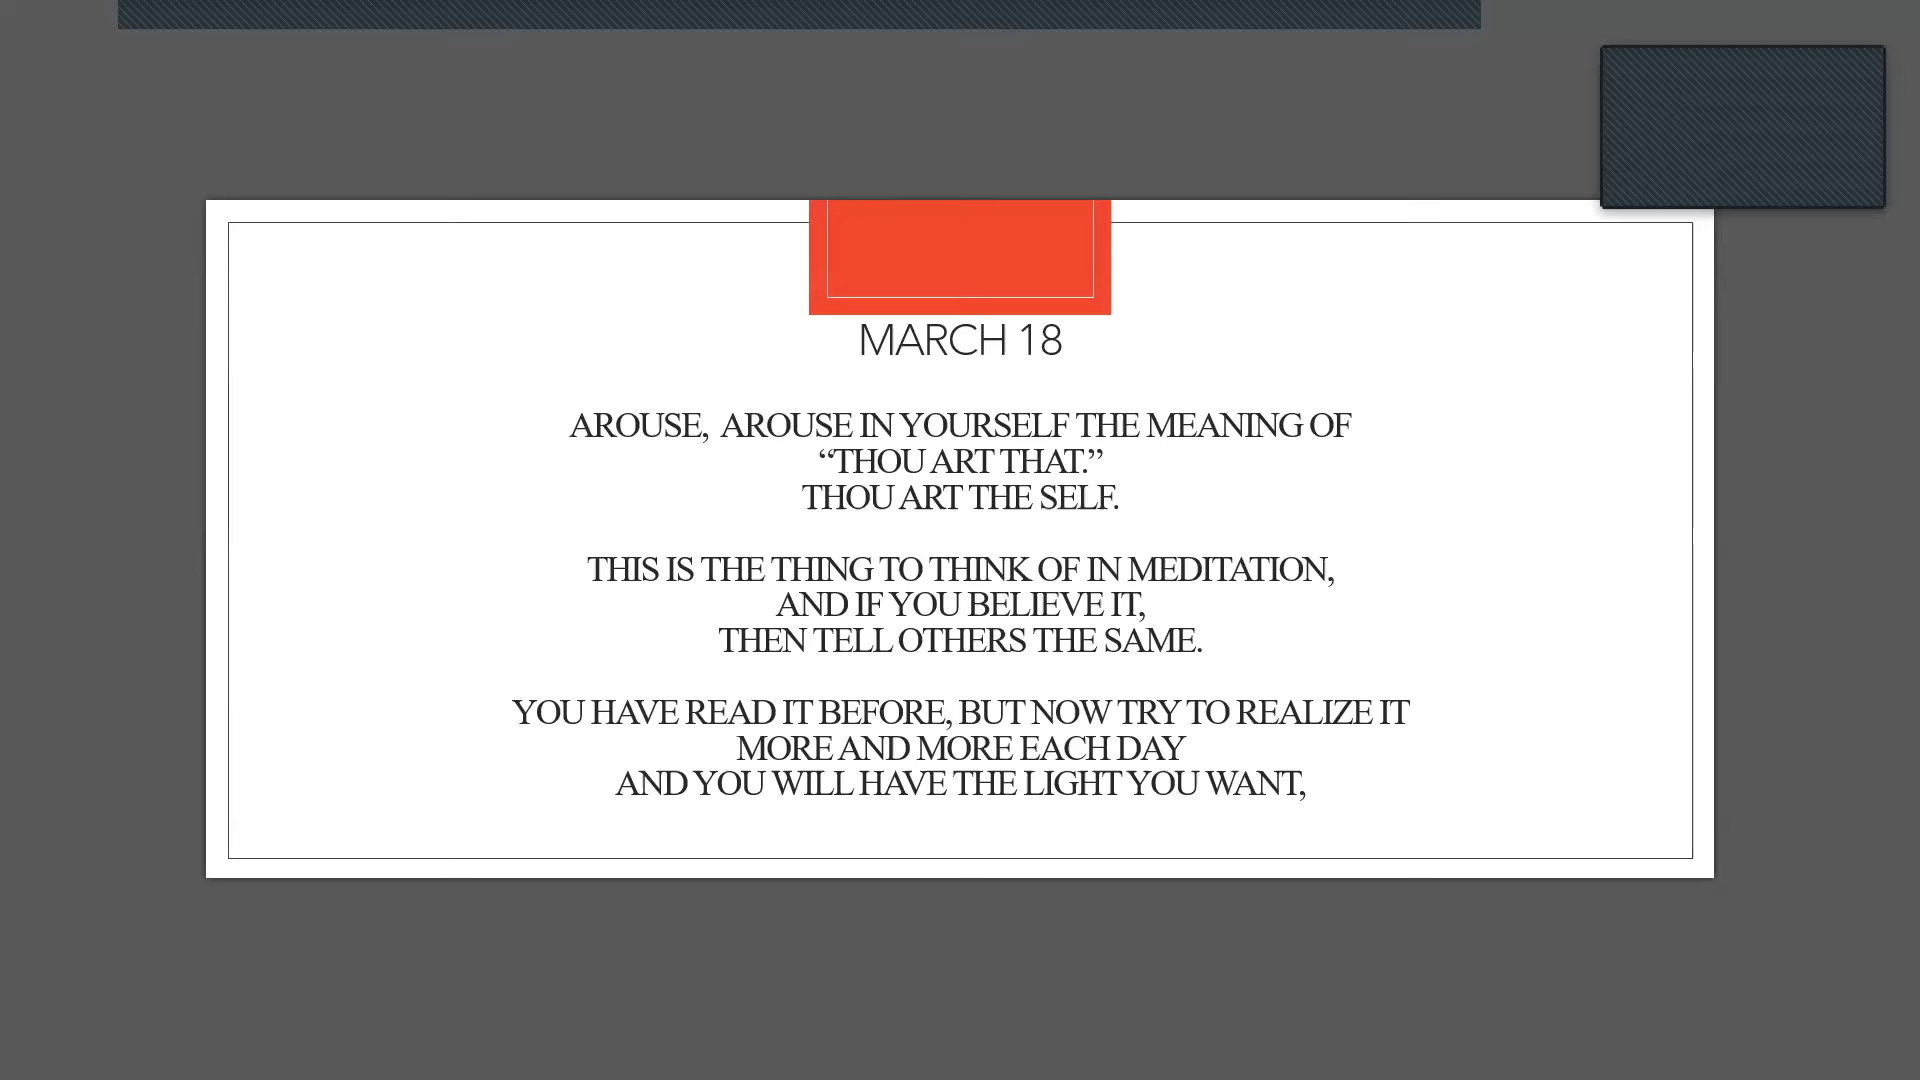 MARCH 18
AROUSE, AROUSE IN YOURSELF THE MEANING OF
“THOU ART THAT.”
THOU ART THE SELF.
THIS IS THE THING TO THINK OF IN MEDITATION,
AND IF YOU BELIEVE IT,
THEN TELL OTHERS THE SAME.
YOU HAVE READ IT BEFORE, BUT NOW TRY TO REALIZE IT
MORE AND MORE EACH DAY
AND YOU WILL HAVE THE LIGHT YOU WANT,